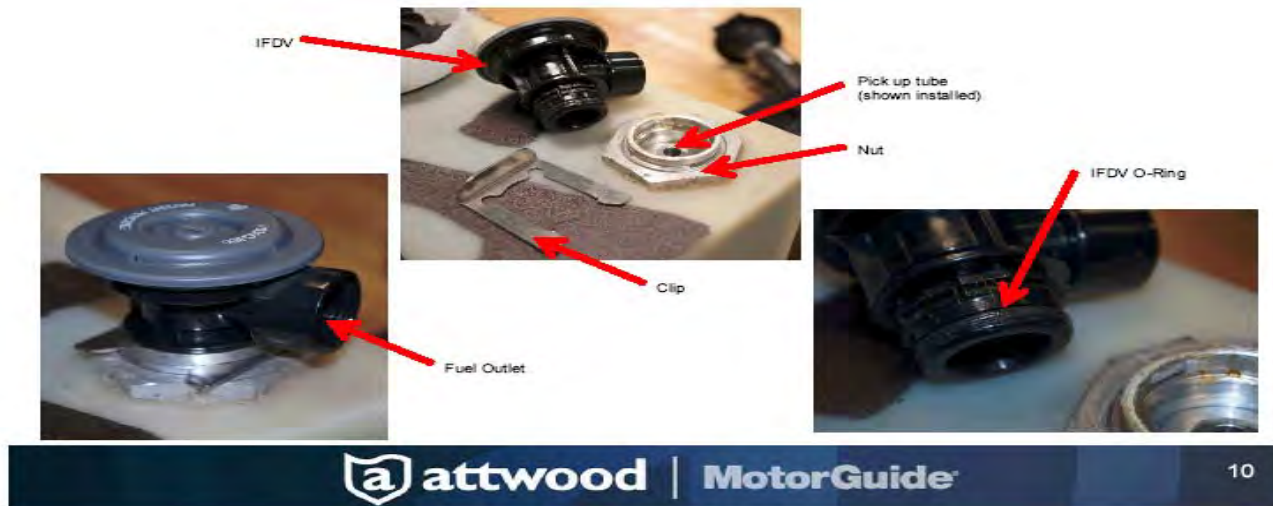 IFDV
Pick up tube
(shown installed)
Nut
IFDV O-Ring
Clip
Fuel Outlet
a attwood | MotorGuide®
10